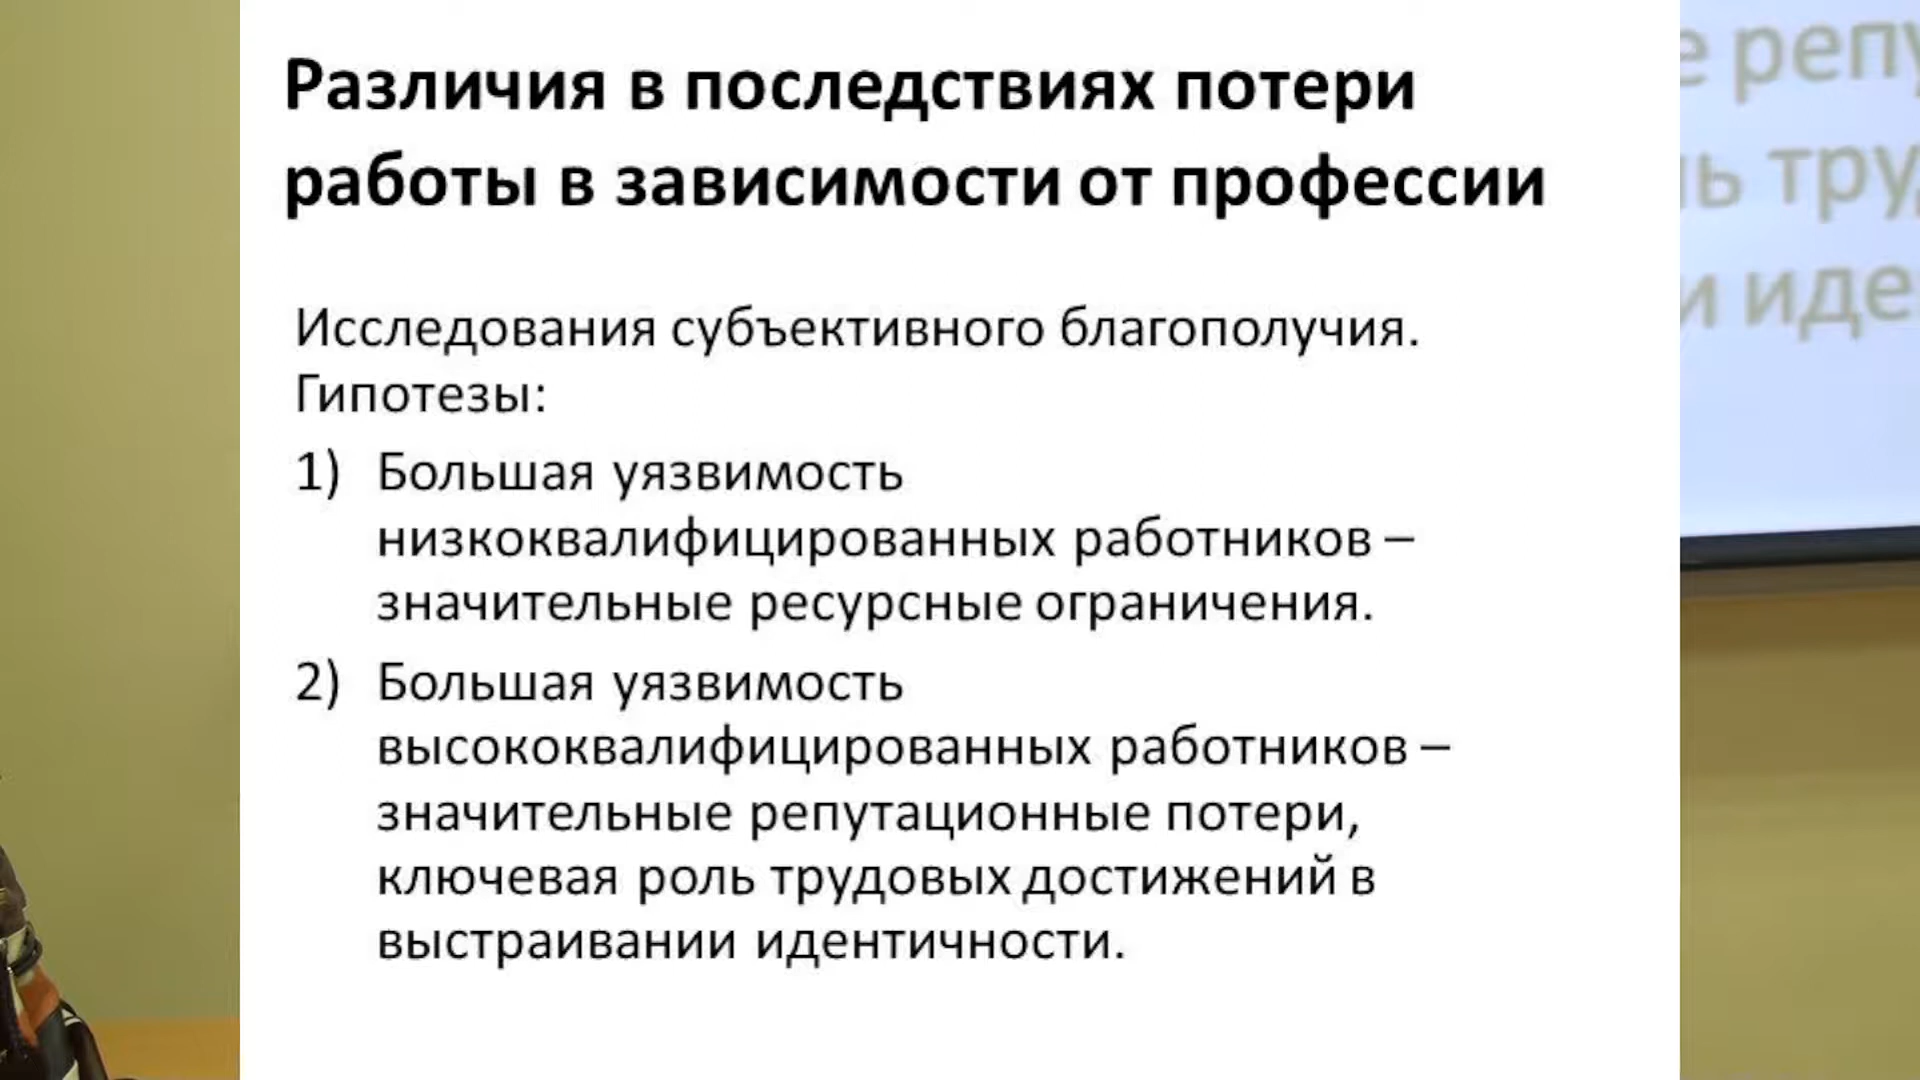 Различия в последствиях потери
работы в зависимости от профессии
Исследования субъективного благополучия.
Гипотезы:
1) Большая уязвимость
низкоквалифицированных работников –
значительные ресурсные ограничения.
2) Большая уязвимость
высококвалифицированных работников –
значительные репутационные потери,
ключевая роль трудовых достижений в
выстраивании идентичности.